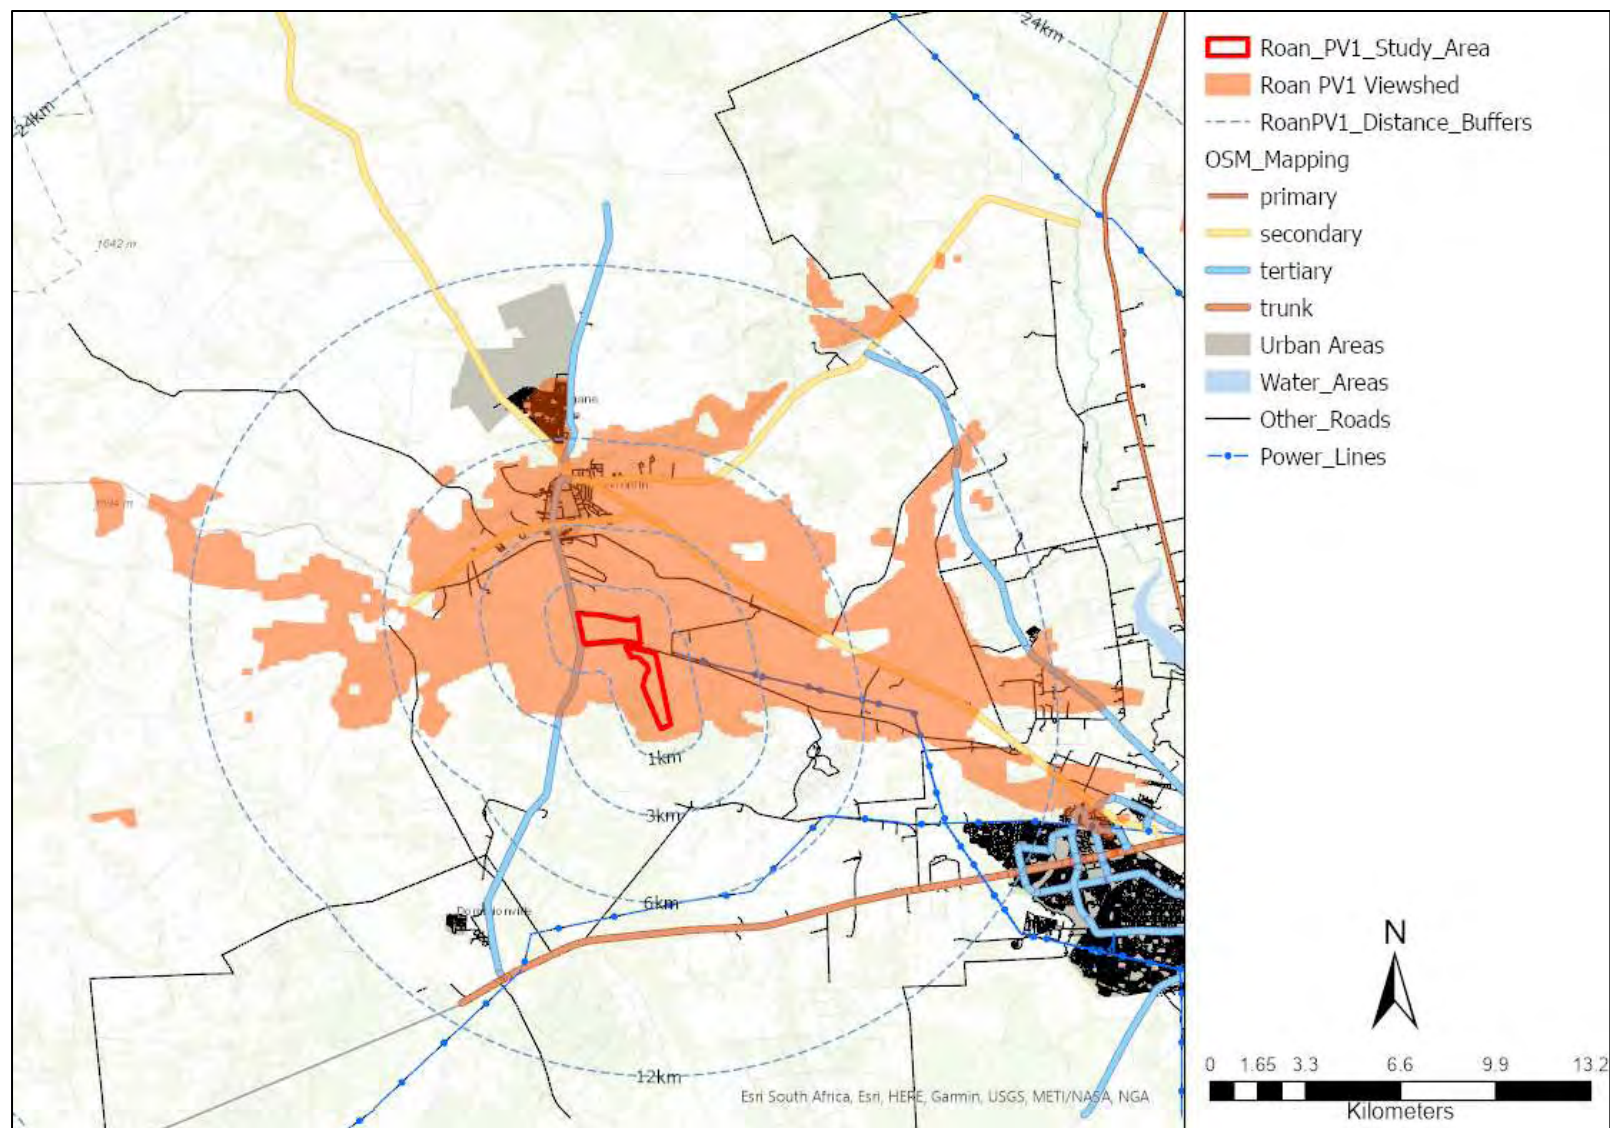 24km
24km
1642 m
1km
3km
6km
12km
Esri South Africa, Esri, HERE, Garmin, USGS, METI/NASA, NGA
Roan_PV1_Study_Area
Roan PV1 Viewshed
RoanPV1_Distance_Buffers
OSM_Mapping
primary
secondary
tertiary
trunk
Urban Areas
Water_Areas
Other_Roads
Power_Lines
N
0 1.65 3.3 6.6 9.9 13.2
Kilometers